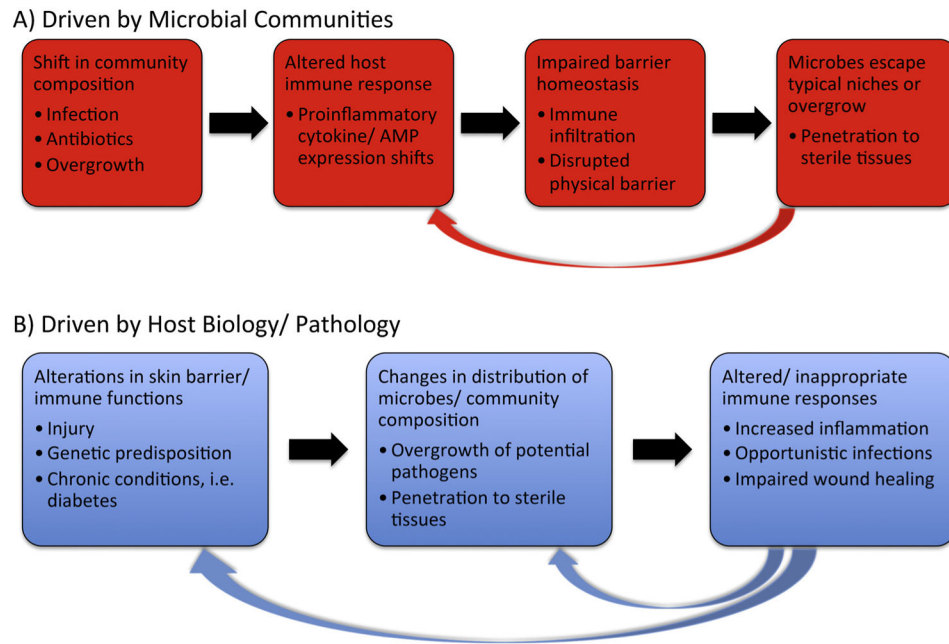 A) Driven by Microbial Communities
Shift in community
composition
• Infection
• Antibiotics
• Overgrowth
Altered host
immune response
• Proinflammatory
cytokine/ AMP
expression shifts
Impaired barrier
homeostasis
• Immune
infiltration
• Disrupted
physical barrier
Microbes escape
typical niches or
overgrow
• Penetration to
sterile tissues
B) Driven by Host Biology/ Pathology
Alterations in skin barrier/
immune functions
• Injury
• Genetic predisposition
• Chronic conditions, i.e.
diabetes
Changes in distribution of
microbes/ community
composition
• Overgrowth of potential
pathogens
• Penetration to sterile
tissues
Altered/ inappropriate
immune responses
• Increased inflammation
• Opportunistic infections
• Impaired wound healing